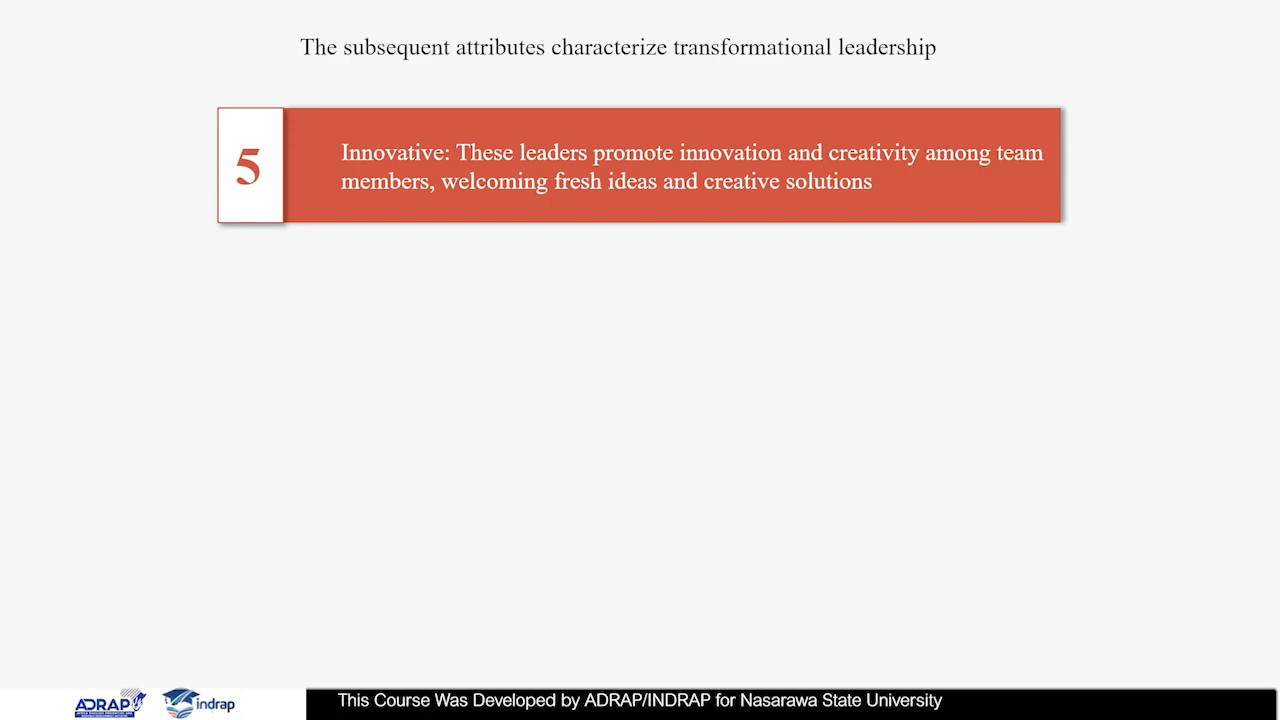 The subsequent attributes characterize transformational leadership
5
Innovative: These leaders promote innovation and creativity among team
members, welcoming fresh ideas and creative solutions
ADRAP
indrap
This Course Was Developed by ADRAP/INDRAP for Nasarawa State University